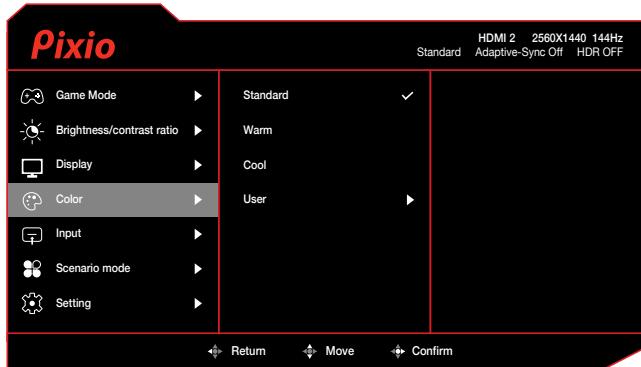 Pixio
HDMI 2 2560X1440 144Hz
Standard Adaptive-Sync Off HDR OFF
Game Mode
Brightness/contrast ratio
Display
Color
Input
Scenario mode
Setting
Standard
Warm
Cool
User
Return Move Confirm